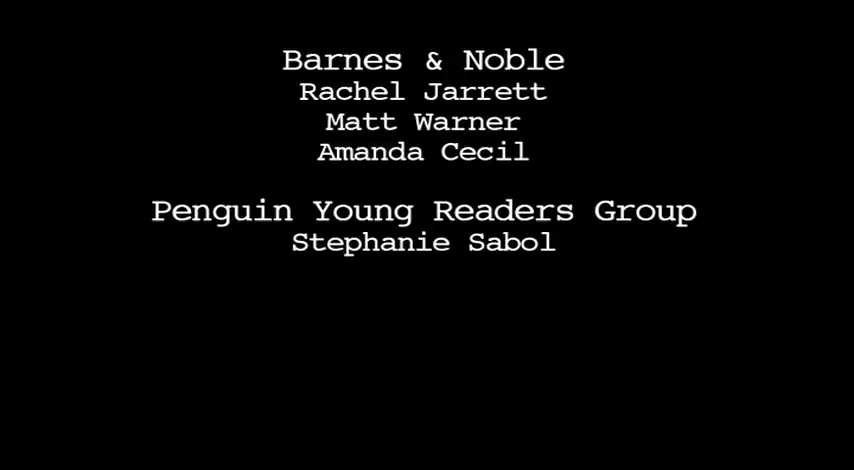 Barnes & Noble
Rachel Jarrett
Matt Warner
Amanda Cecil
Penguin Young Readers Group
Stephanie Sabol